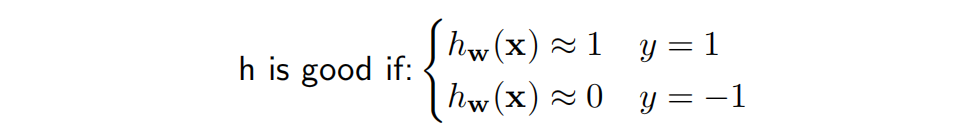 h is good if: { h_w(x) ≈ 1 y = 1
h_w(x) ≈ 0 y = −1